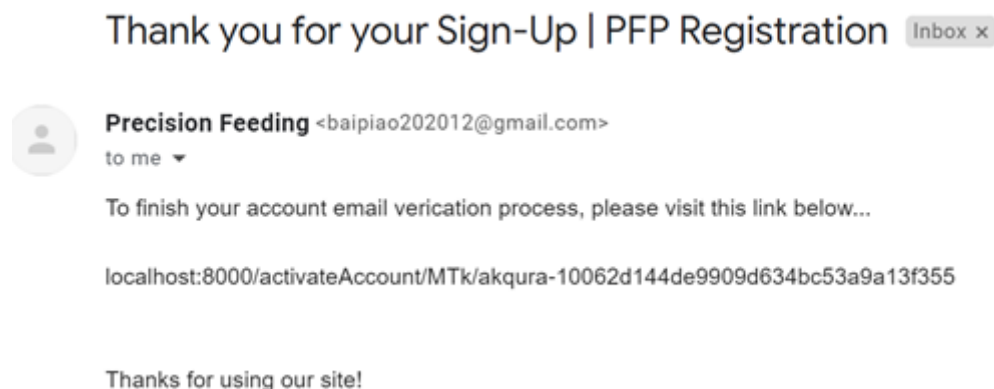 Thank you for your Sign-Up | PFP Registration Inbox x
Precision Feeding <baipiao202012@gmail.com>
to me
To finish your account email verication process, please visit this link below...
localhost:8000/activateAccount/MTk/akqura-10062d144de9909d634bc53a9a13f355
Thanks for using our site!